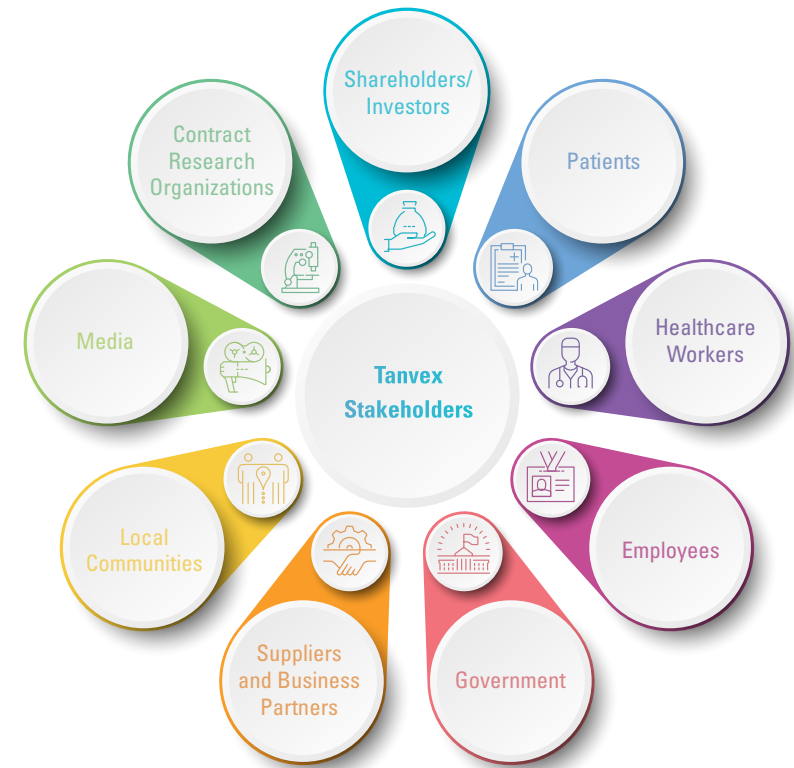 Shareholders/
Investors
Patients
Healthcare
Workers
Employees
Government
Suppliers
and Business
Partners
Local
Communities
Media
Contract
Research
Organizations
Tanvex
Stakeholders